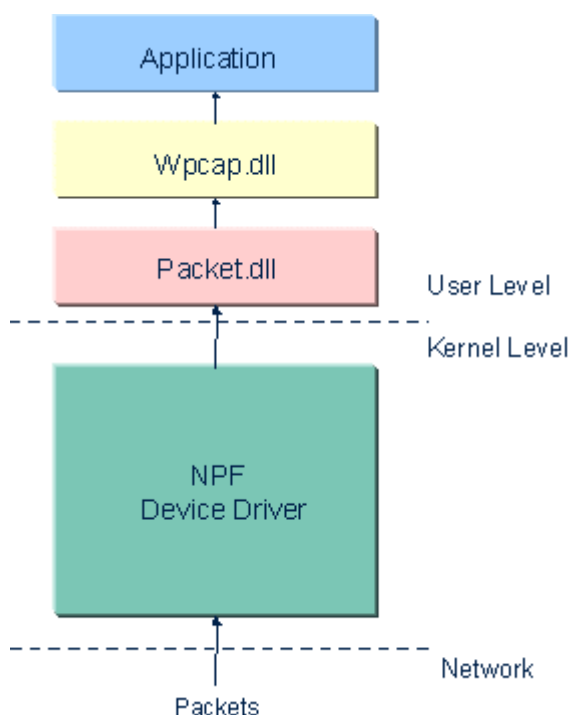 Application
Wpcap.dll
Packet.dll
User Level
Kernel Level
NPF
Device Driver
Network
Packets